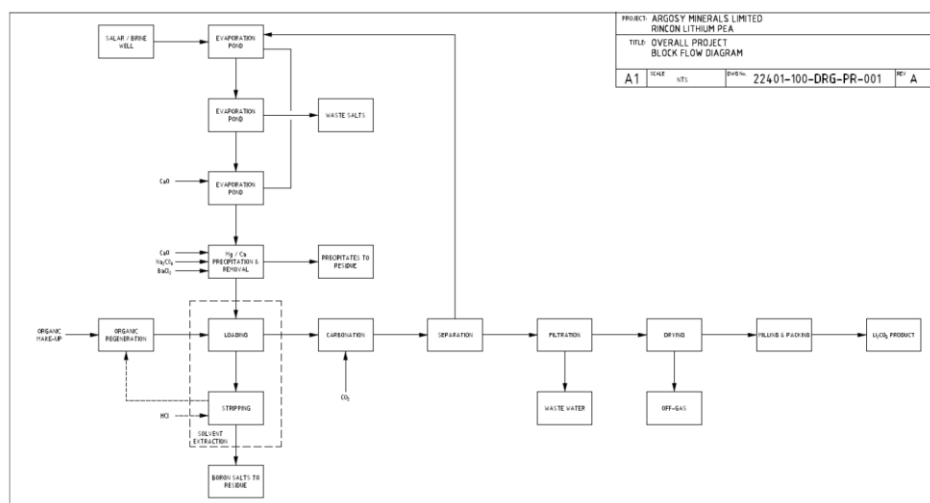 PROJECT: ARGOSY MINERALS LIMITED
RINCON LITHIUM PEA
TITLE: OVERALL PROJECT
BLOCK FLOW DIAGRAM
A1 SCALE NTS DWG No. 22401-100-DRG-PR-001 REV A
SALAR / BRINE
WELL
EVAPORATION
POND
EVAPORATION
POND
WASTE SALTS
CaO
EVAPORATION
POND
CaO
Na₂CO₃
BaCl₂
Mg / Ca
PRECIPITATION &
REMOVAL
PRECIPITATES TO
RESIDUE
ORGANIC
MAKE-UP
ORGANIC
REGENERATION
LOADING
CARBONATION
SEPARATION
FILTRATION
DRYING
MILLING & PACKING
Li₂CO₃ PRODUCT
CO₂
HCl
STRIPPING
WASTE WATER
OFF-GAS
SOLVENT
EXTRACTION
BORON SALTS TO
RESIDUE